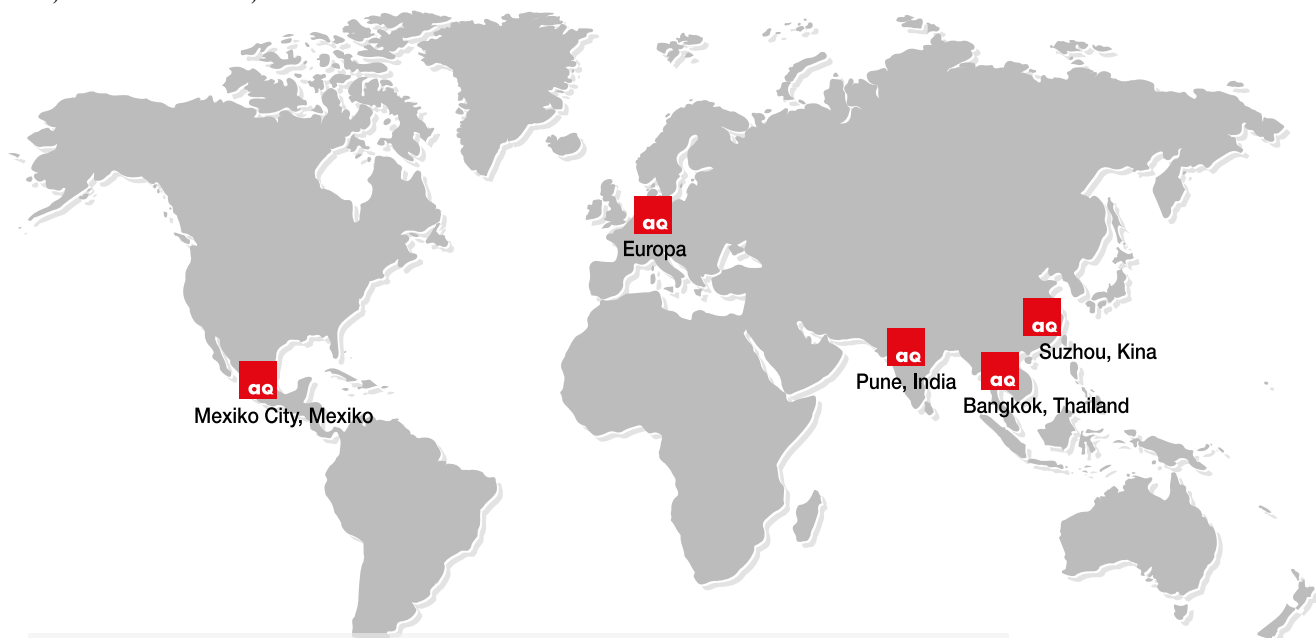 aQ
Europa
aQ
Suzhou, Kina
aQ
Pune, India
aQ
Bangkok, Thailand
aQ
Mexiko City, Mexiko